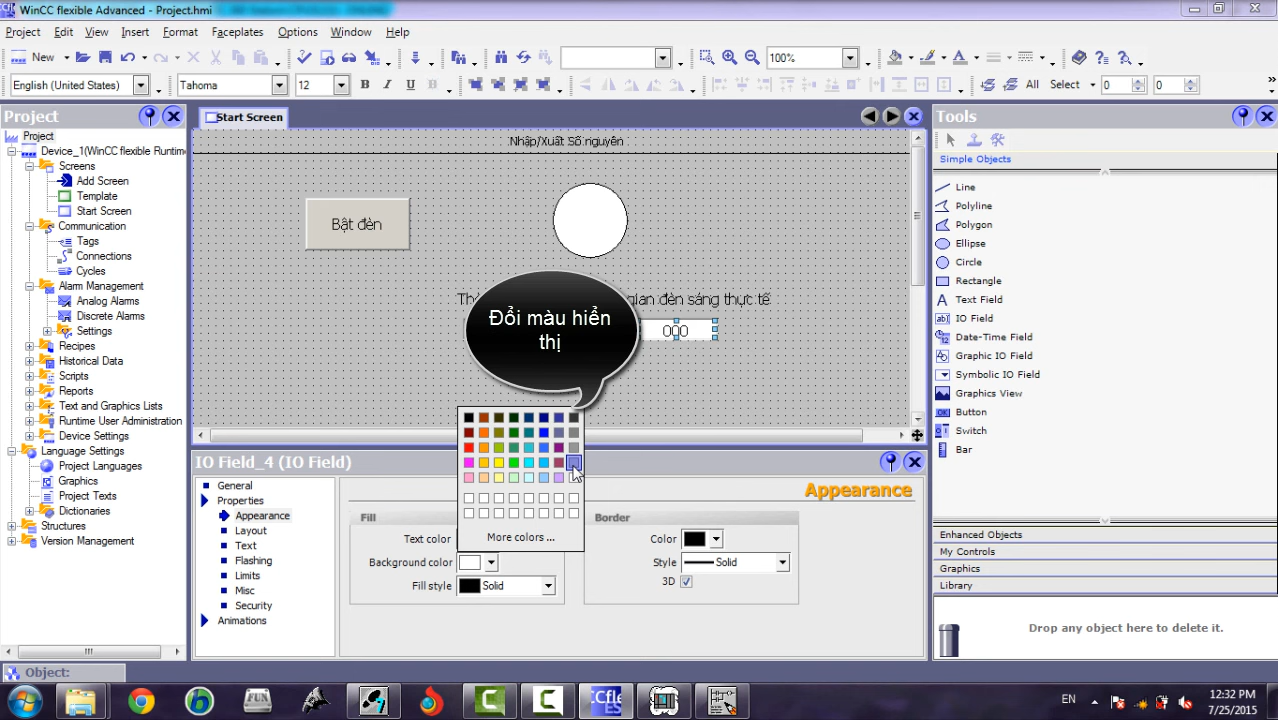 WinCC flexible Advanced - Project.hmi
Project Edit View Insert Format Faceplates Options Window Help
New 100%
English (United States) Tahoma 12 B I U All Select 0 0
Project
Project
Device_1(WinCC flexible Runtim
Screens
Add Screen
Template
Start Screen
Communication
Tags
Connections
Cycles
Alarm Management
Analog Alarms
Discrete Alarms
Settings
Recipes
Historical Data
Scripts
Reports
Text and Graphics Lists
Runtime User Administration
Device Settings
Language Settings
Project Languages
Graphics
Project Texts
Dictionaries
Structures
Version Management
Object:
Start Screen
Nhập/Xuất Số nguyên
Bật đèn
gian đèn sáng thực tế
000
Đổi màu hiển
thị
More colors ...
IO Field_4 (IO Field)
General
Properties
Appearance
Layout
Text
Flashing
Limits
Misc
Security
Animations
Appearance
Fill
Text color
Background color
Fill style Solid
Border
Color
Style Solid
3D
Tools
Simple Objects
Line
Polyline
Polygon
Ellipse
Circle
Rectangle
Text Field
IO Field
Date-Time Field
Graphic IO Field
Symbolic IO Field
Graphics View
Button
Switch
Bar
Enhanced Objects
My Controls
Graphics
Library
Drop any object here to delete it.
FUN
EN
12:32 PM
7/25/2015